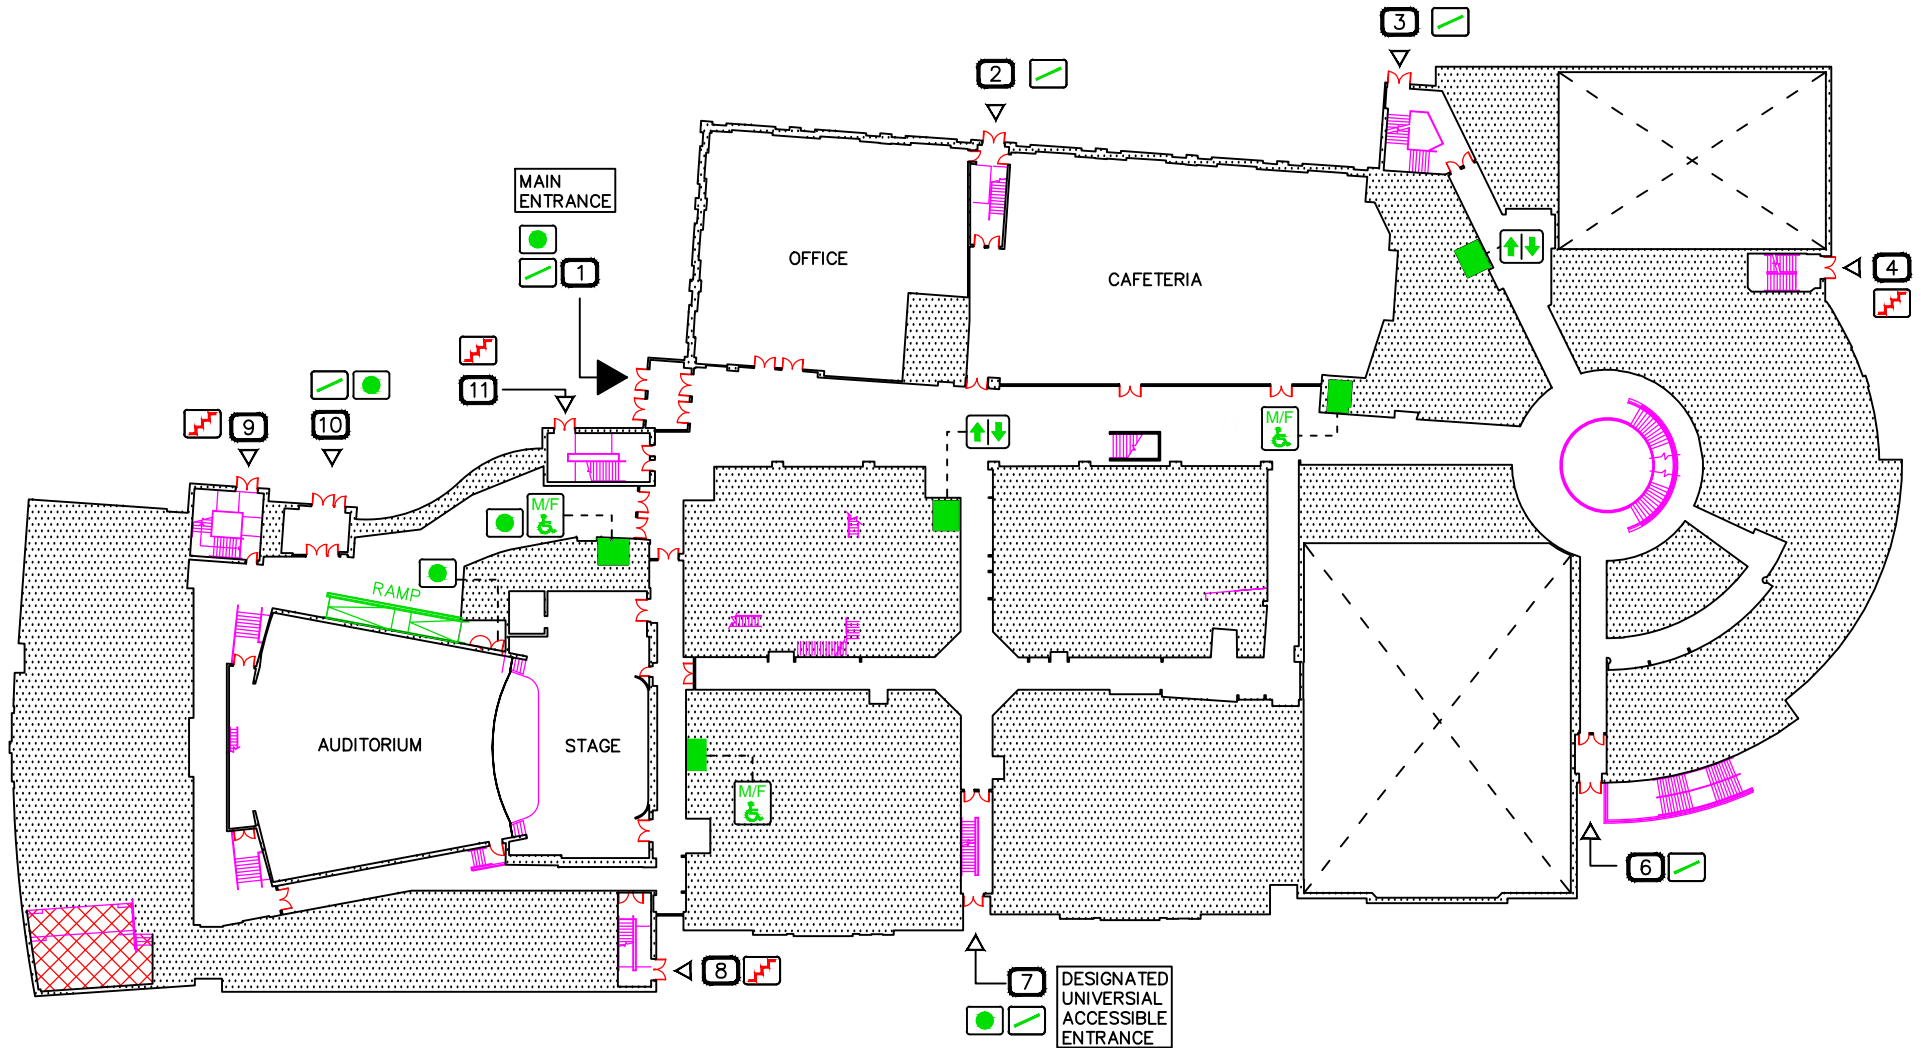 3
2
MAIN
ENTRANCE
1
4
OFFICE
CAFETERIA
11
10
9
M/F
M/F
RAMP
AUDITORIUM
STAGE
M/F
6
8
7
DESIGNATED
UNIVERSIAL
ACCESSIBLE
ENTRANCE